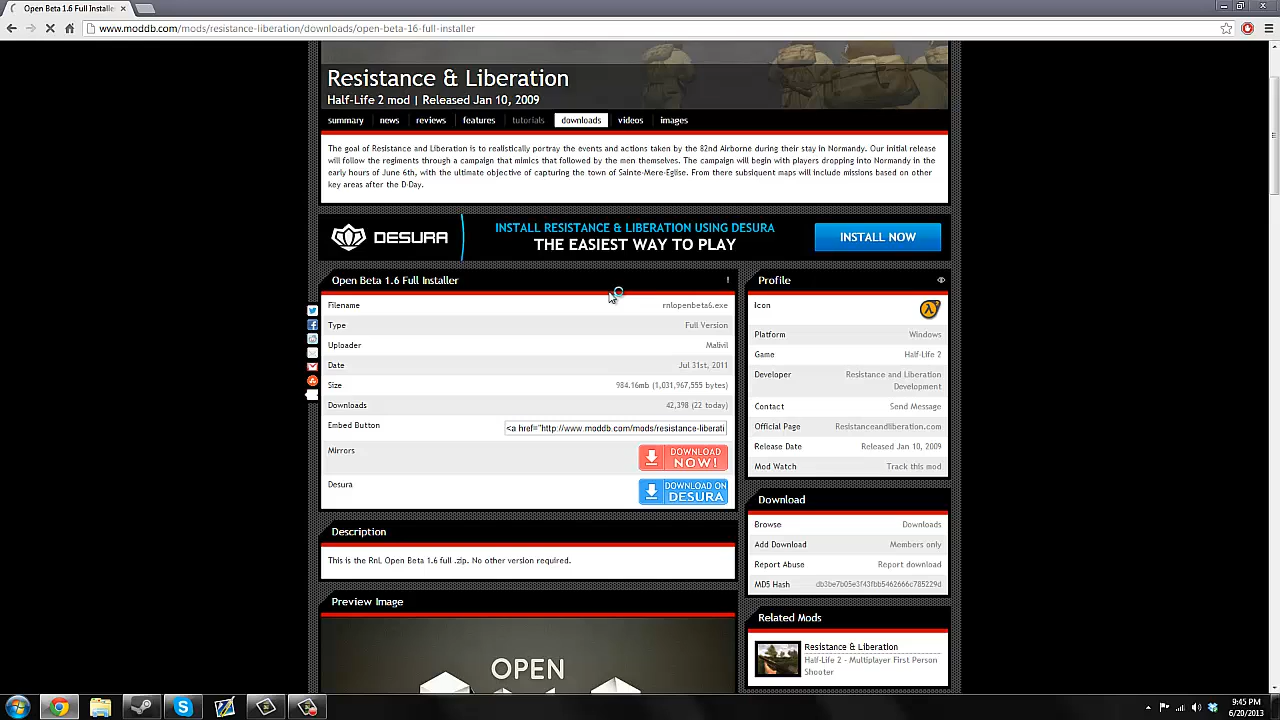 Open Beta 1.6 Full Installe
www.moddb.com/mods/resistance-liberation/downloads/open-beta-16-full-installer
Resistance & Liberation
Half-Life 2 mod | Released Jan 10, 2009
summary news reviews features tutorials downloads videos images
The goal of Resistance and Liberation is to realistically portray the events and actions taken by the 82nd Airborne during their stay in Normandy. Our initial release
will follow the regiments through a campaign that mimics that followed by the men themselves. The campaign will begin with players dropping into Normandy in the
early hours of June 6th, with the ultimate objective of capturing the town of Sainte-Mere-Eglise. From there subsiquent maps will include missions based on other
key areas after the D-Day.
DESURA
INSTALL RESISTANCE & LIBERATION USING DESURA
THE EASIEST WAY TO PLAY
INSTALL NOW
Open Beta 1.6 Full Installer
Filename rnlopenbeta6.exe
Type Full Version
Uploader Malivil
Date Jul 31st, 2011
Size 984.16mb (1,031,967,555 bytes)
Downloads 42,398 (22 today)
Embed Button <a href="http://www.moddb.com/mods/resistance-liberati
Mirrors DOWNLOAD NOW!
Desura DOWNLOAD ON DESURA
Description
This is the RnL Open Beta 1.6 full .zip. No other version required.
Preview Image
OPEN
Profile
Icon
Platform Windows
Game Half-Life 2
Developer Resistance and Liberation
Development
Contact Send Message
Official Page Resistanceandliberation.com
Release Date Released Jan 10, 2009
Mod Watch Track this mod
Download
Browse Downloads
Add Download Members only
Report Abuse Report download
MD5 Hash db3be7b05e3f43fbb5462666c785229d
Related Mods
Resistance & Liberation
Half-Life 2 - Multiplayer First Person
Shooter
9:45 PM
6/20/2013